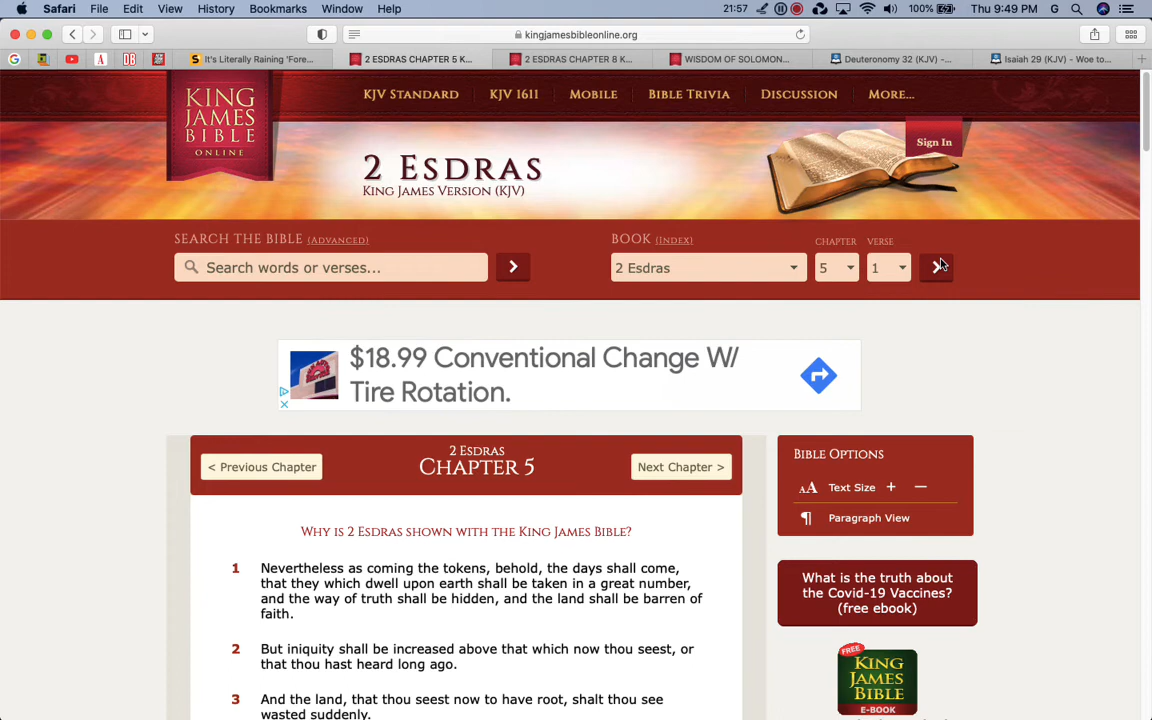 Safari File Edit View History Bookmarks Window Help 21:57 100% Thu 9:49 PM G
kingjamesbibleonline.org
It's Literally Raining 'Fore... 2 ESDRAS CHAPTER 5 K... 2 ESDRAS CHAPTER 8 K... WISDOM OF SOLOMON... Deuteronomy 32 (KJV) -... Isaiah 29 (KJV) - Woe to...
KING
JAMES
BIBLE
ONLINE
KJV STANDARD KJV 1611 MOBILE BIBLE TRIVIA DISCUSSION MORE...
Sign In
2 ESDRAS
KING JAMES VERSION (KJV)
SEARCH THE BIBLE (ADVANCED) BOOK (INDEX) CHAPTER VERSE
Search words or verses... 2 Esdras 5 1
$18.99 Conventional Change W/
Tire Rotation.
2 ESDRAS
CHAPTER 5
< Previous Chapter Next Chapter >
WHY IS 2 ESDRAS SHOWN WITH THE KING JAMES BIBLE?
1 Nevertheless as coming the tokens, behold, the days shall come,
that they which dwell upon earth shall be taken in a great number,
and the way of truth shall be hidden, and the land shall be barren of
faith.
2 But iniquity shall be increased above that which now thou seest, or
that thou hast heard long ago.
3 And the land, that thou seest now to have root, shalt thou see
wasted suddenly.
BIBLE OPTIONS
AA Text Size + −
¶ Paragraph View
What is the truth about
the Covid-19 Vaccines?
(free ebook)
FREE
KING
JAMES
BIBLE
E-BOOK